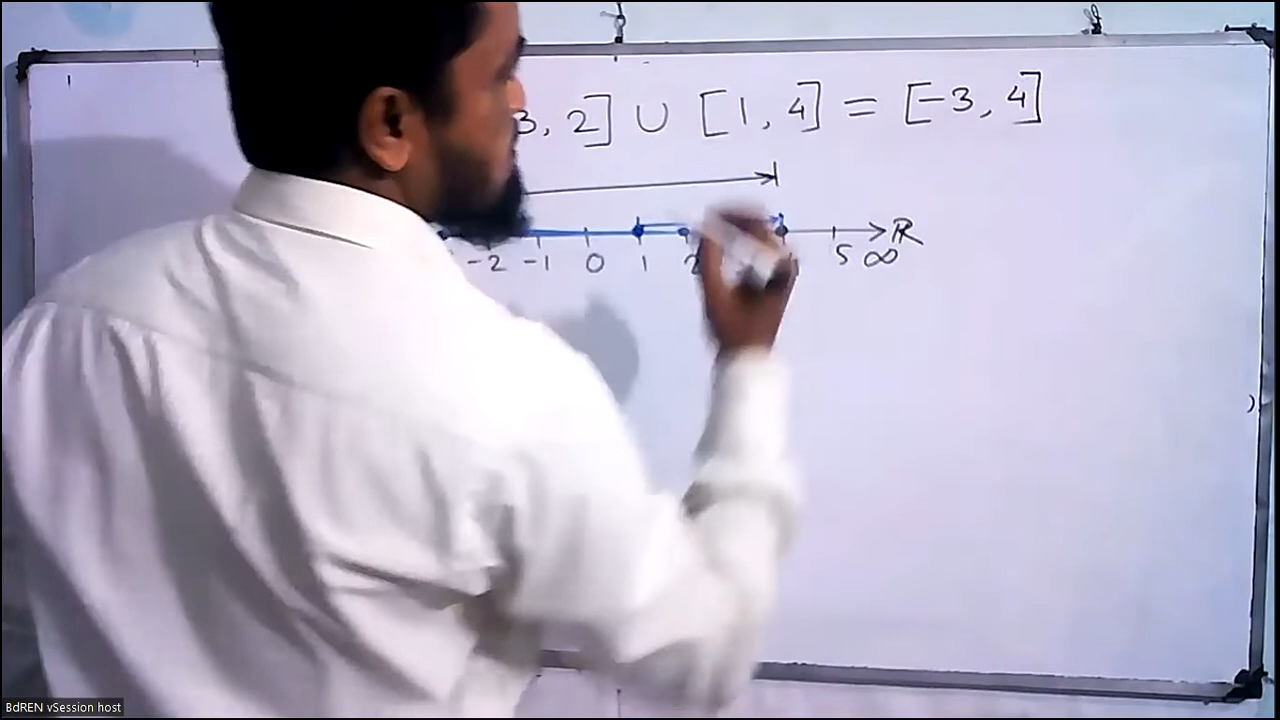 3, 2] ∪ [1, 4] = [-3, 4]
ℝ
-2 -1 0 1 2 5 ∞
BdREN vSession host